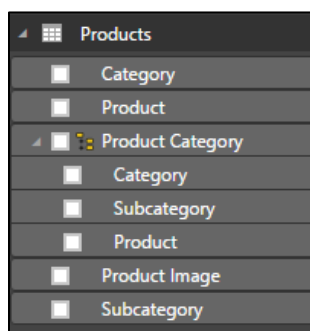 Products
Category
Product
Product Category
Category
Subcategory
Product
Product Image
Subcategory